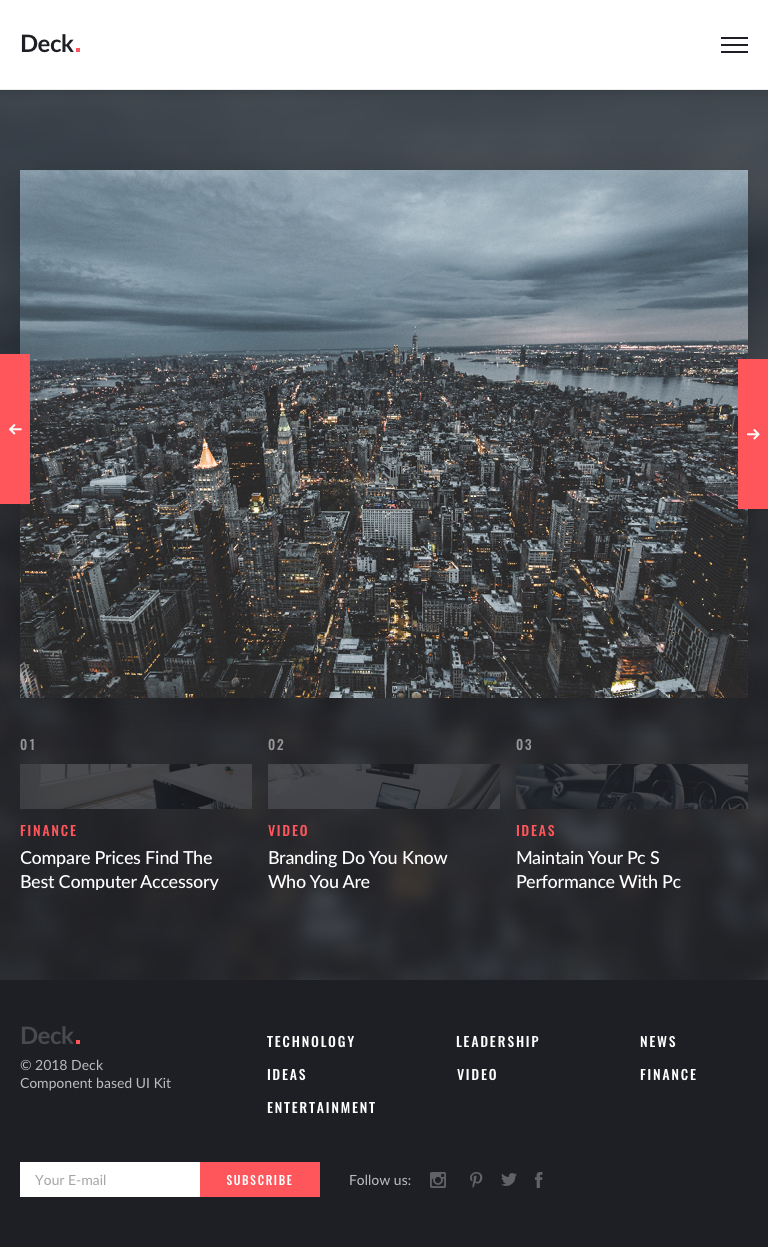 Deck.
01
02
03
FINANCE
VIDEO
IDEAS
Compare Prices Find The
Best Computer Accessory
Branding Do You Know
Who You Are
Maintain Your Pc S
Performance With Pc
Deck.
© 2018 Deck
Component based UI Kit
TECHNOLOGY
LEADERSHIP
NEWS
IDEAS
VIDEO
FINANCE
ENTERTAINMENT
Your E-mail
SUBSCRIBE
Follow us: